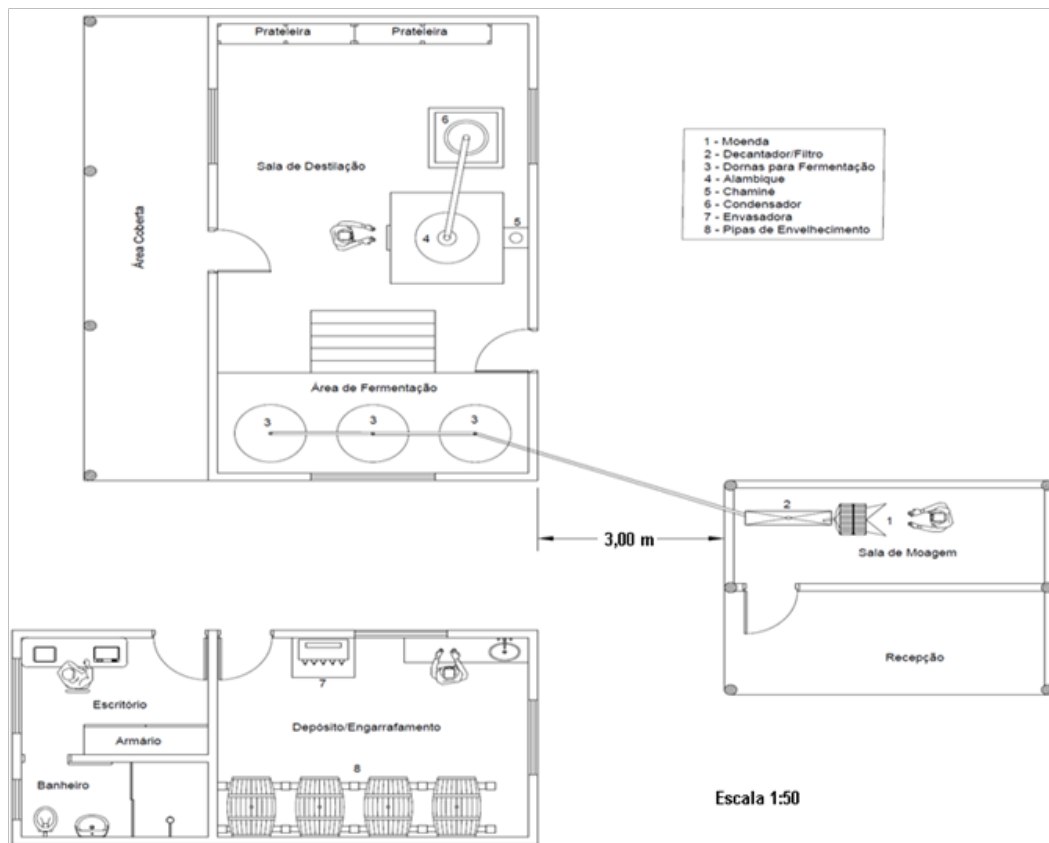 Prateleira
Prateleira
6
Sala de Destilação
1 - Moenda
2 - Decantador/Filtro
3 - Dornas para Fermentação
4 - Alambique
5 - Chaminé
6 - Condensador
7 - Envasadora
8 - Pipas de Envelhecimento
Área Coberta
5
4
Área de Fermentação
3
3
3
2
1
3,00 m
Sala de Moagem
Recepção
7
Escritório
Depósito/Engarrafamento
Armário
8
Banheiro
Escala 1:50